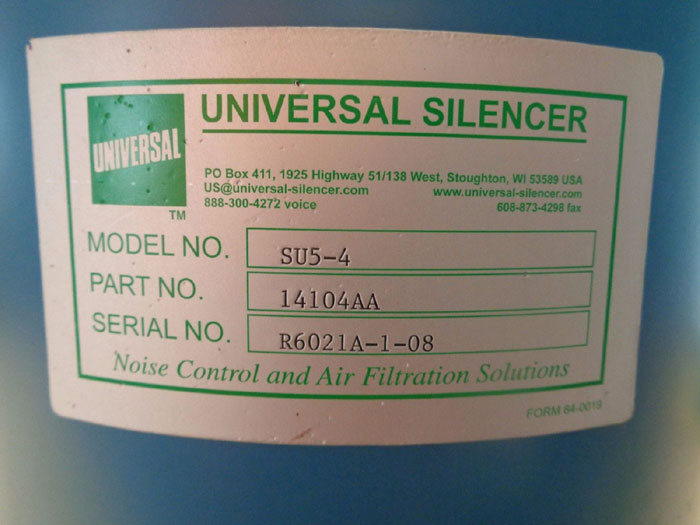 UNIVERSAL
TM
UNIVERSAL SILENCER
PO Box 411, 1925 Highway 51/138 West, Stoughton, WI 53589 USA
US@universal-silencer.com www.universal-silencer.com
888-300-4272 voice 608-873-4298 fax
MODEL NO. SU5-4
PART NO. 14104AA
SERIAL NO. R6021A-1-08
Noise Control and Air Filtration Solutions
FORM 84-0019